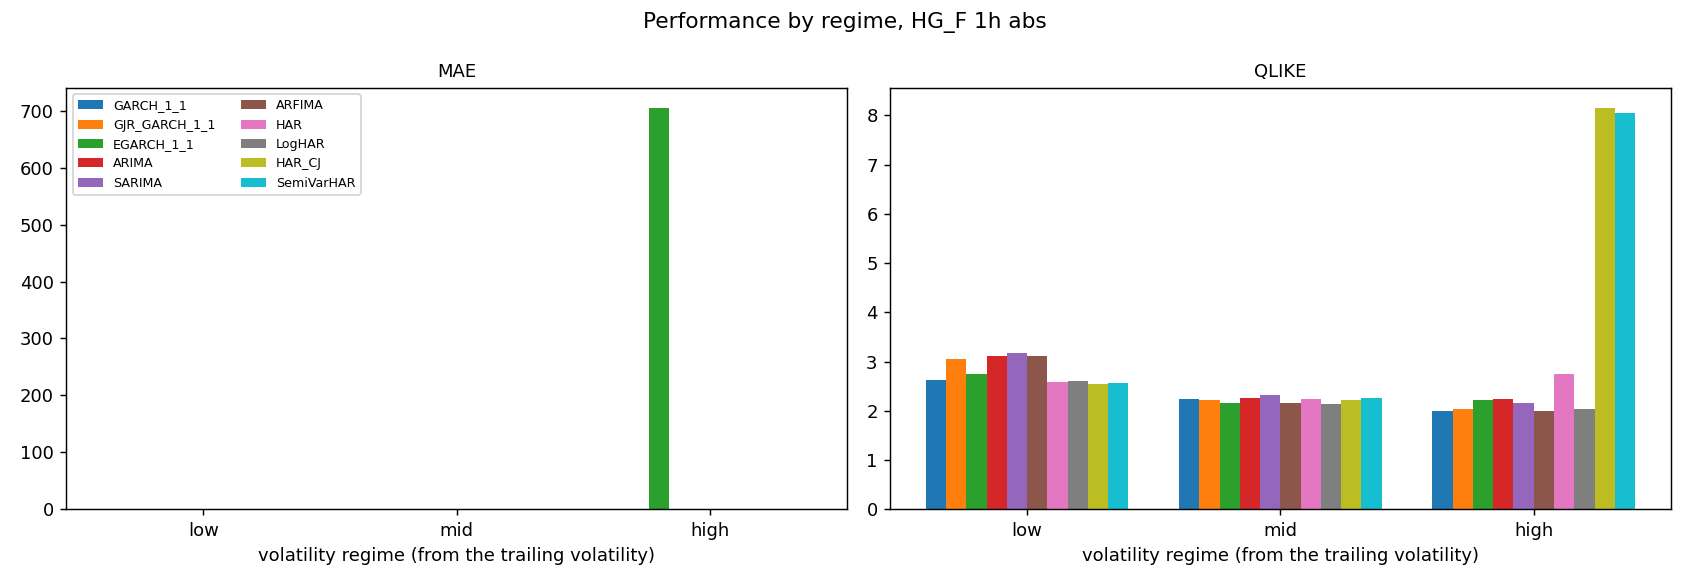 Performance by regime, HG_F 1h abs
MAE
700
600
500
400
300
200
100
0
GARCH_1_1
GJR_GARCH_1_1
EGARCH_1_1
ARIMA
SARIMA
ARFIMA
HAR
LogHAR
HAR_CJ
SemiVarHAR
low mid high
volatility regime (from the trailing volatility)
QLIKE
8
7
6
5
4
3
2
1
0
low mid high
volatility regime (from the trailing volatility)